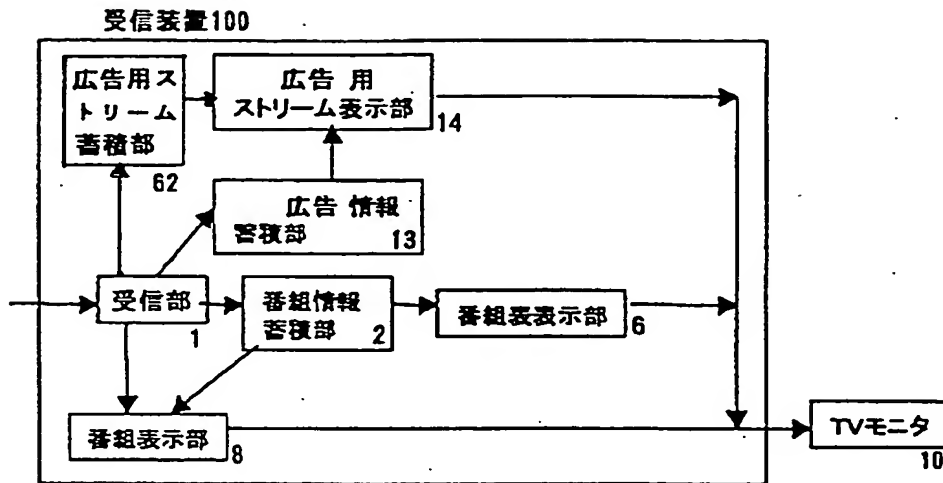 受信装置100
広告用ス
トリーム
蓄積部
62
広告 用
ストリーム表示部
14
広告 情報
蓄積部
13
受信部
1
番組情報
蓄積部
2
番組表表示部
6
番組表示部
8
TVモニタ
10